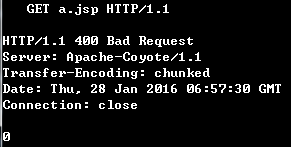 GET a.jsp HTTP/1.1
HTTP/1.1 400 Bad Request
Server: Apache-Coyote/1.1
Transfer-Encoding: chunked
Date: Thu, 28 Jan 2016 06:57:30 GMT
Connection: close
0